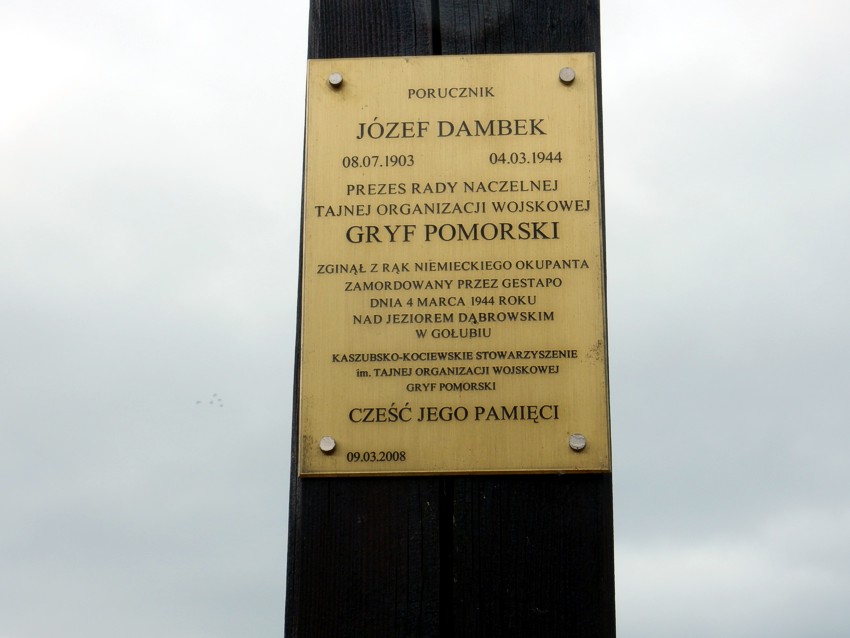 PORUCZNIK
JÓZEF DAMBEK
08.07.1903 04.03.1944
PREZES RADY NACZELNEJ
TAJNEJ ORGANIZACJI WOJSKOWEJ
GRYF POMORSKI
ZGINĄŁ Z RĄK NIEMIECKIEGO OKUPANTA
ZAMORDOWANY PRZEZ GESTAPO
DNIA 4 MARCA 1944 ROKU
NAD JEZIOREM DĄBROWSKIM
W GOŁUBIU
KASZUBSKO-KOCIEWSKIE STOWARZYSZENIE
im. TAJNEJ ORGANIZACJI WOJSKOWEJ
GRYF POMORSKI
CZEŚĆ JEGO PAMIĘCI
09.03.2008